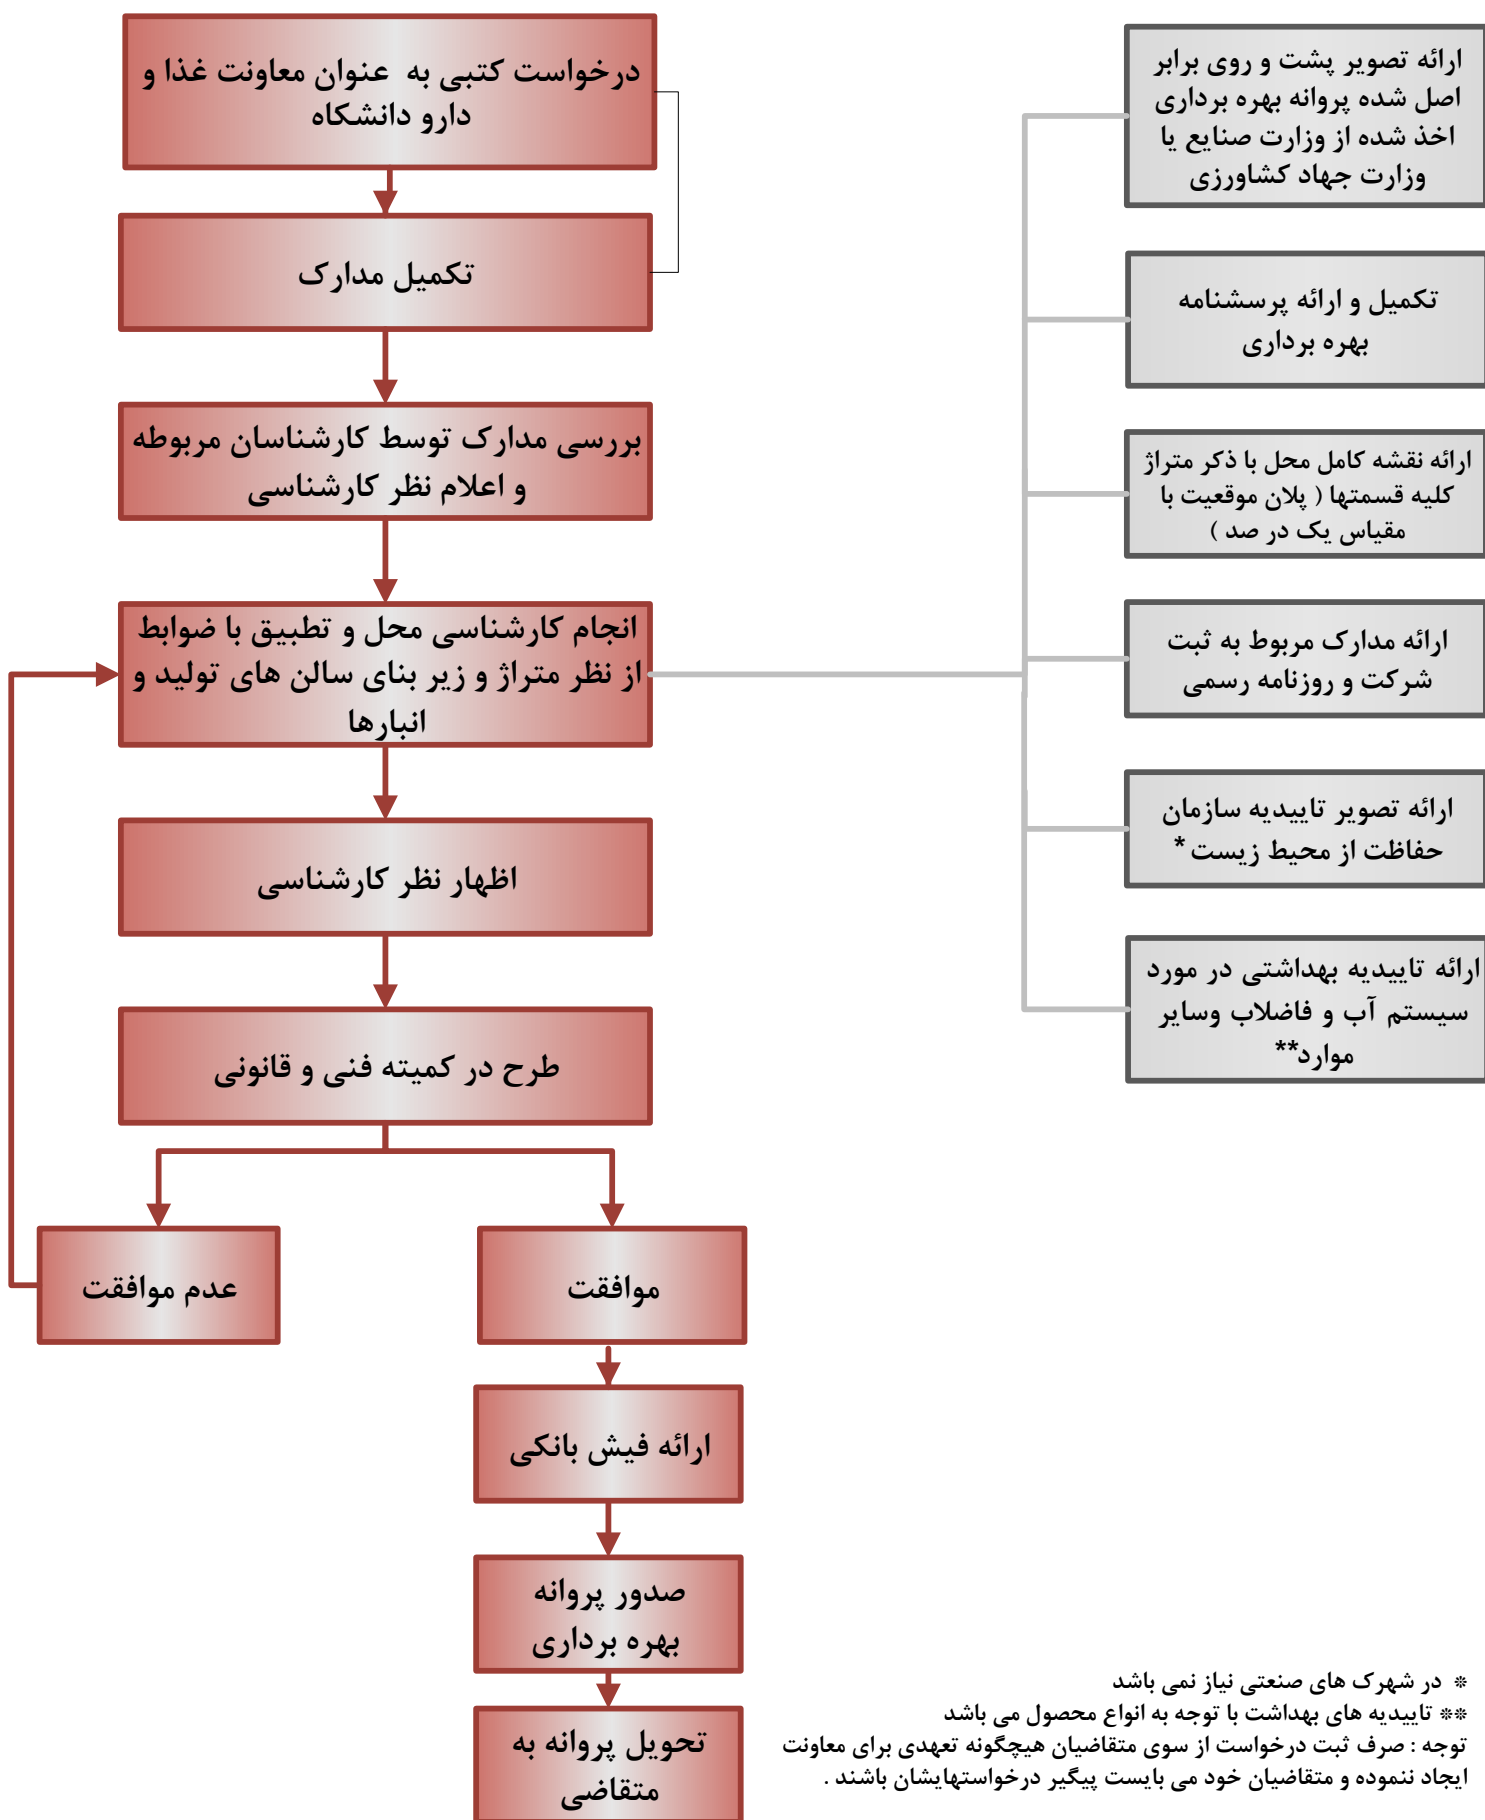 درخواست کتبی به عنوان معاونت غذا و
دارو دانشکاه
تکمیل مدارک
بررسی مدارک توسط کارشناسان مربوطه
و اعلام نظر کارشناسی
انجام کارشناسی محل و تطبیق با ضوابط
از نظر متراژ و زیر بنای سالن های تولید و
انبارها
اظهار نظر کارشناسی
طرح در کمیته فنی و قانونی
موافقت
عدم موافقت
ارائه فیش بانکی
صدور پروانه
بهره برداری
تحویل پروانه به
متقاضی
ارائه تصویر پشت و روی برابر
اصل شده پروانه بهره برداری
اخذ شده از وزارت صنایع یا
وزارت جهاد کشاورزی
تکمیل و ارائه پرسشنامه
بهره برداری
ارائه نقشه کامل محل با ذکر متراژ
کلیه قسمتها ( پلان موقعیت با
مقیاس یک در صد )
ارائه مدارک مربوط به ثبت
شرکت و روزنامه رسمی
ارائه تصویر تاییدیه سازمان
حفاظت از محیط زیست *
ارائه تاییدیه بهداشتی در مورد
سیستم آب و فاضلاب وسایر
موارد**
* در شهرک های صنعتی نیاز نمی باشد
** تاییدیه های بهداشت با توجه به انواع محصول می باشد
توجه : صرف ثبت درخواست از سوی متقاضیان هیچگونه تعهدی برای معاونت
ایجاد ننموده و متقاضیان خود می بایست پیگیر درخواستهایشان باشند .